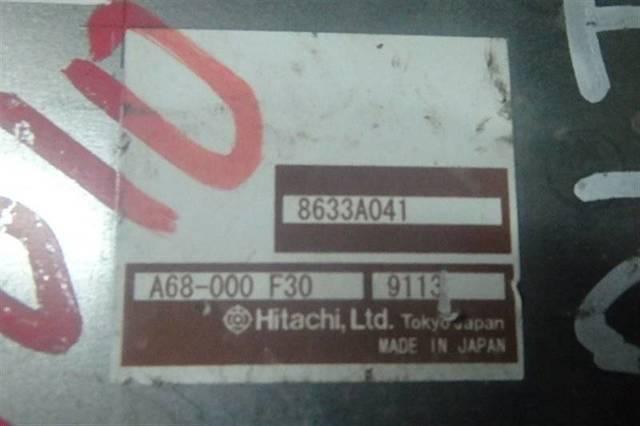 8633A041
A68-000 F30 9113
Hitachi, Ltd. Tokyo Japan
MADE IN JAPAN